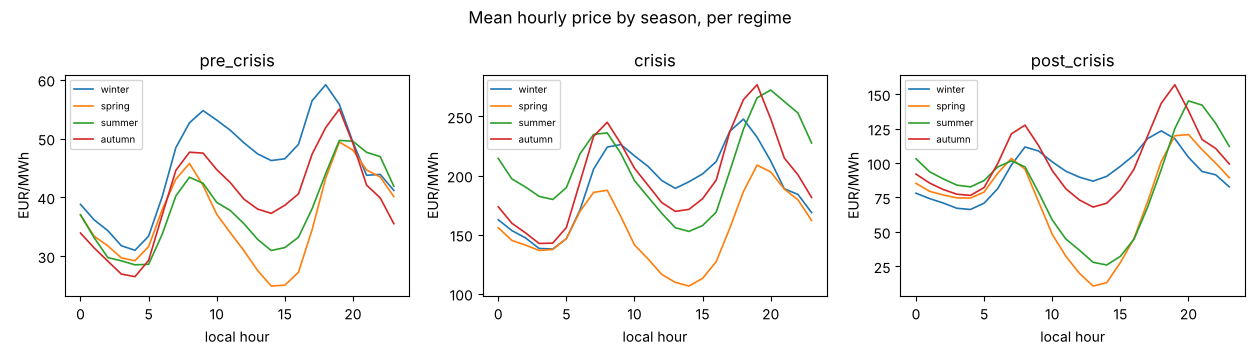 Mean hourly price by season, per regime
pre_crisis
EUR/MWh
60
50
40
30
winter
spring
summer
autumn
0 5 10 15 20
local hour
crisis
EUR/MWh
250
200
150
100
winter
spring
summer
autumn
0 5 10 15 20
local hour
post_crisis
EUR/MWh
150
125
100
75
50
25
winter
spring
summer
autumn
0 5 10 15 20
local hour